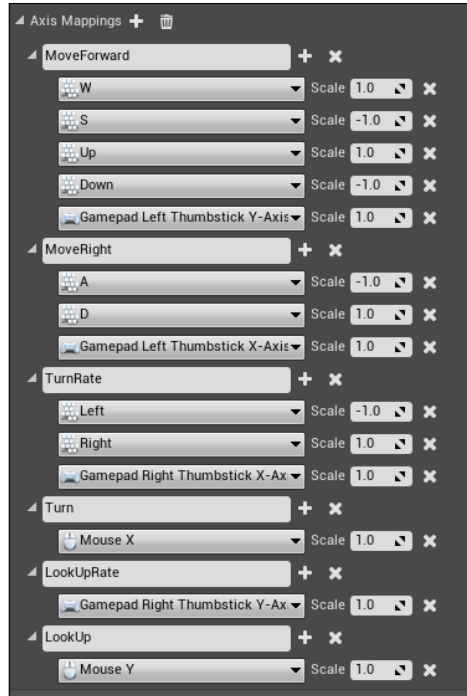 Axis Mappings
MoveForward
W Scale 1.0
S Scale -1.0
Up Scale 1.0
Down Scale -1.0
Gamepad Left Thumbstick Y-Axis Scale 1.0
MoveRight
A Scale -1.0
D Scale 1.0
Gamepad Left Thumbstick X-Axis Scale 1.0
TurnRate
Left Scale -1.0
Right Scale 1.0
Gamepad Right Thumbstick X-Ax Scale 1.0
Turn
Mouse X Scale 1.0
LookUpRate
Gamepad Right Thumbstick Y-Ax Scale 1.0
LookUp
Mouse Y Scale 1.0